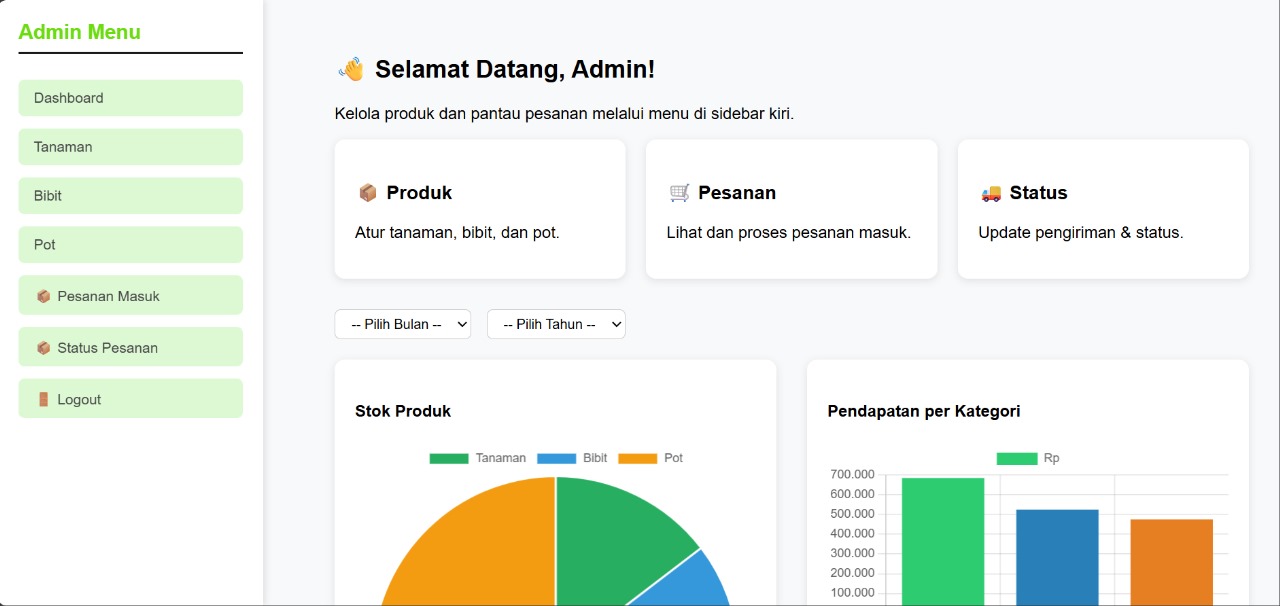 Admin Menu
Dashboard
Tanaman
Bibit
Pot
Pesanan Masuk
Status Pesanan
Logout
Selamat Datang, Admin!
Kelola produk dan pantau pesanan melalui menu di sidebar kiri.
Produk
Atur tanaman, bibit, dan pot.
Pesanan
Lihat dan proses pesanan masuk.
Status
Update pengiriman & status.
-- Pilih Bulan --
-- Pilih Tahun --
Stok Produk
Tanaman Bibit Pot
Pendapatan per Kategori
Rp
700.000
600.000
500.000
400.000
300.000
200.000
100.000